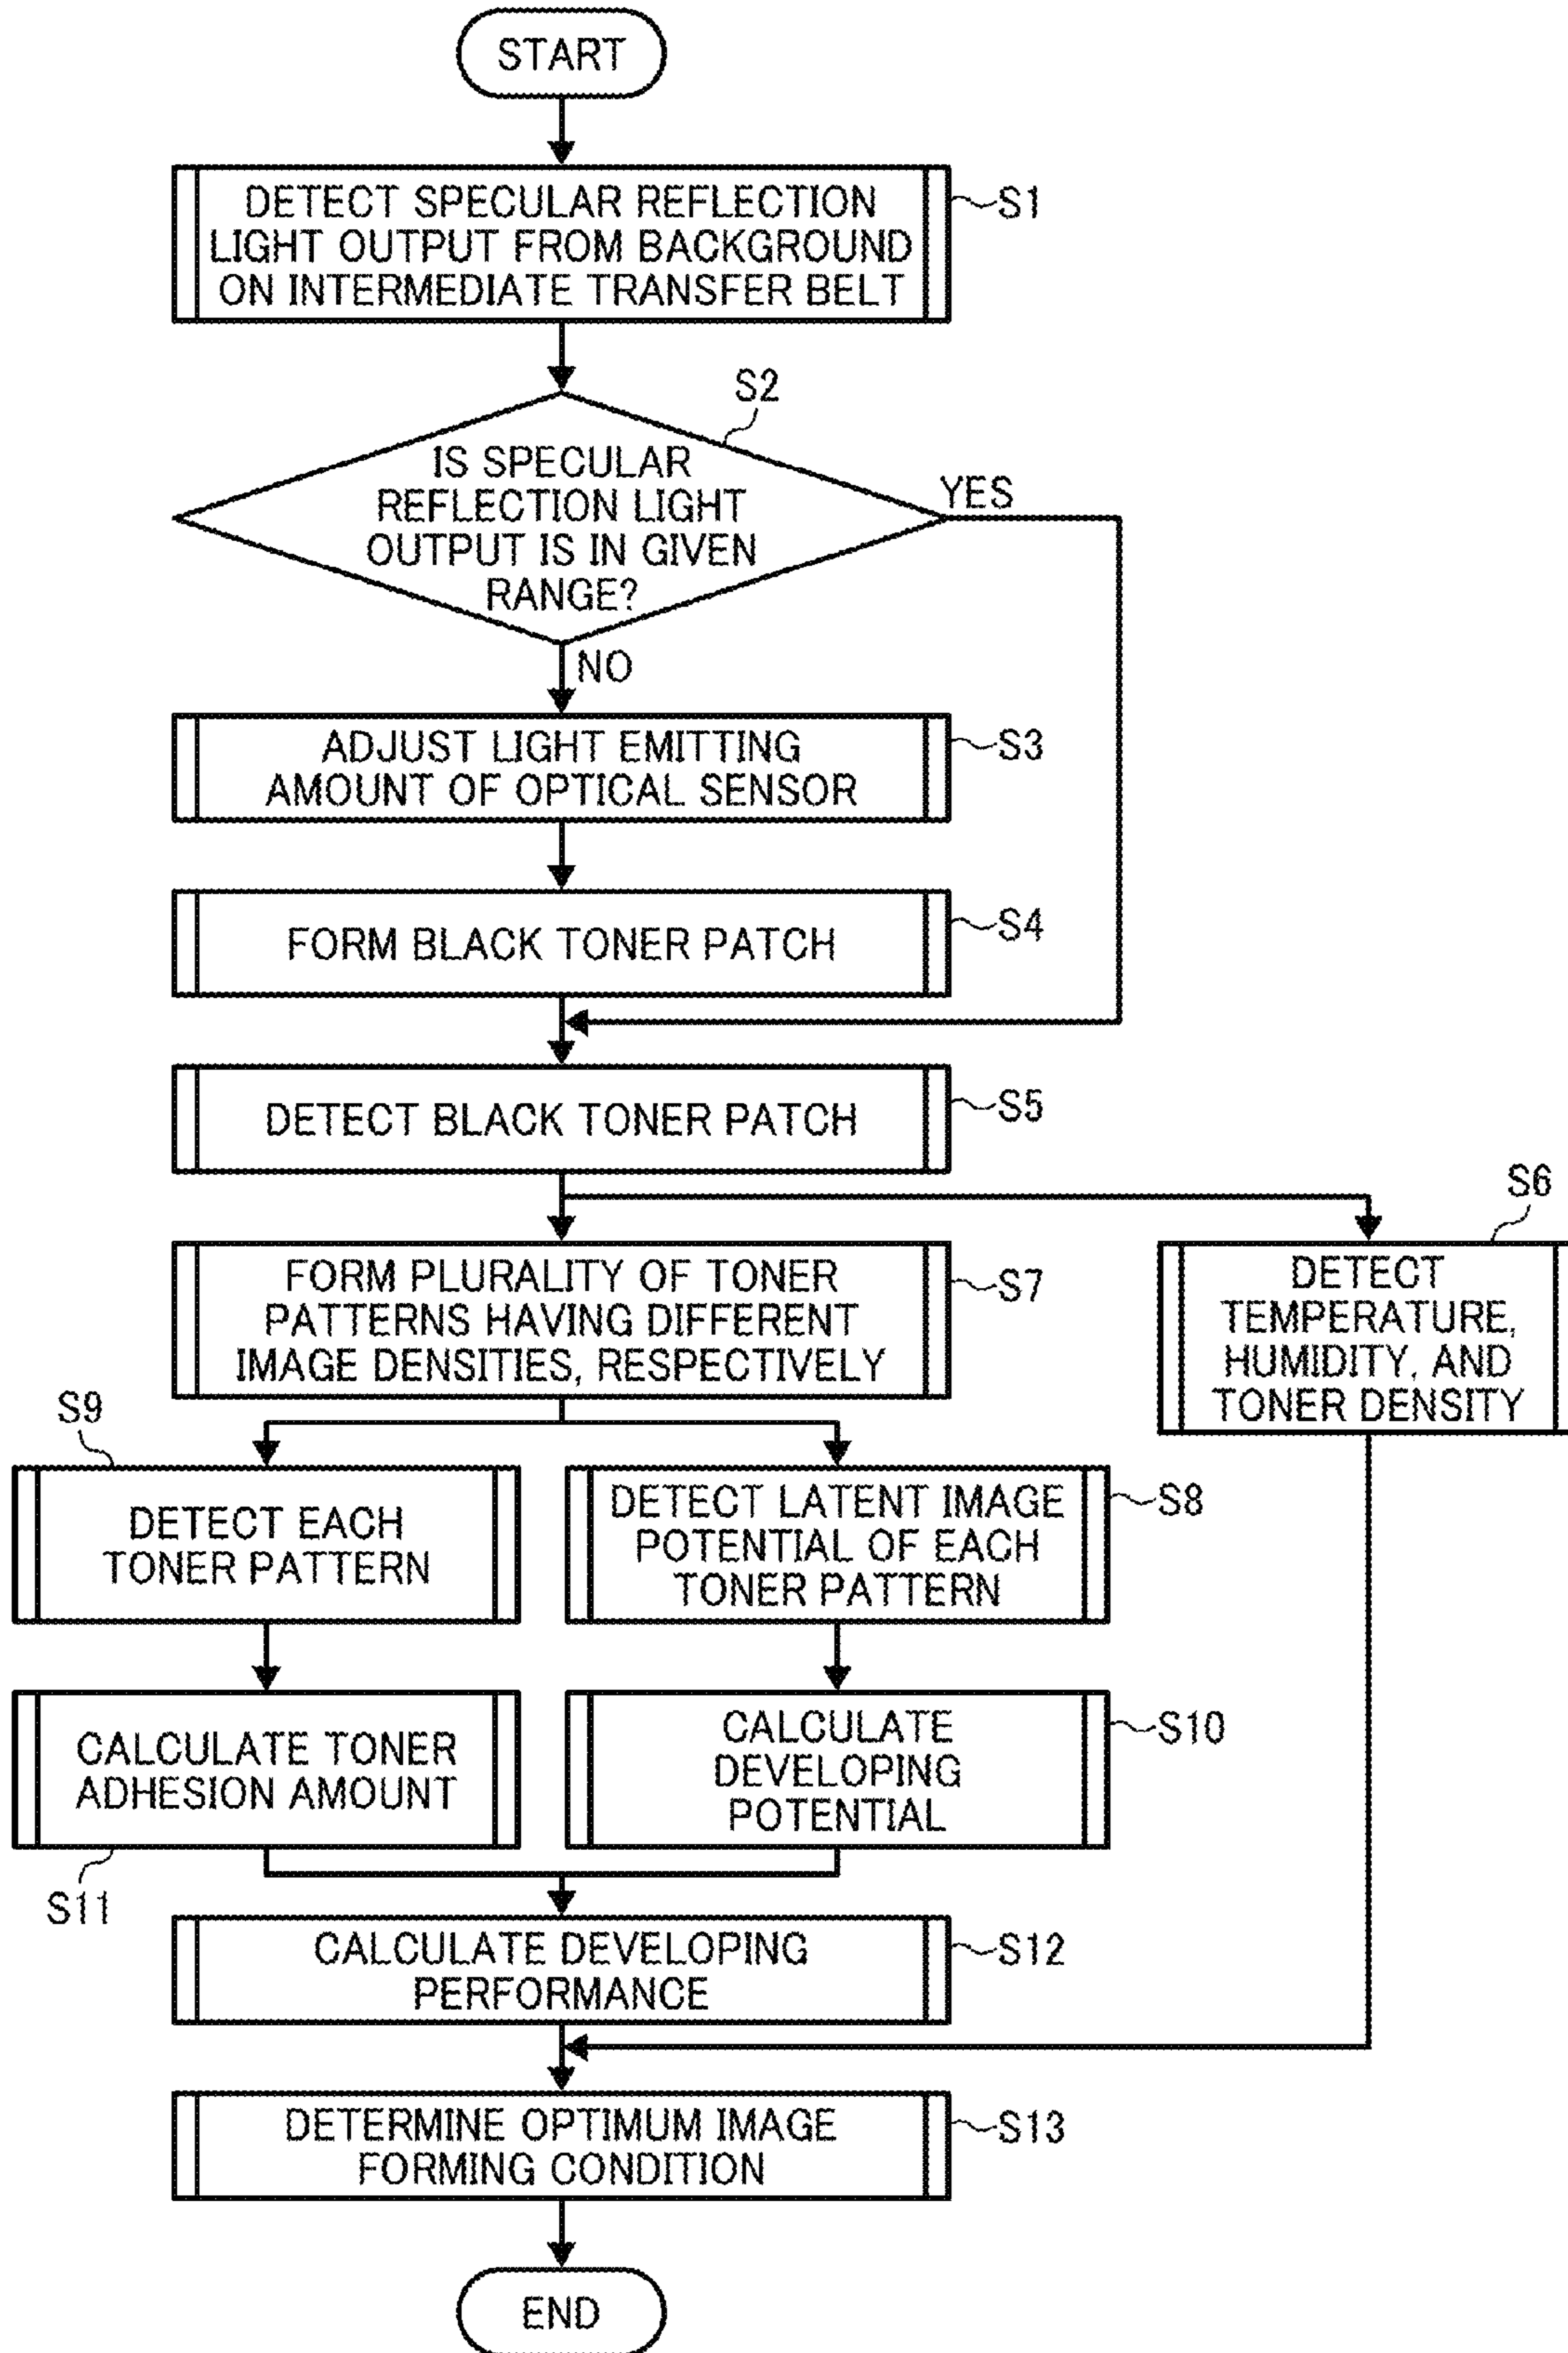 START
DETECT SPECULAR REFLECTION
LIGHT OUTPUT FROM BACKGROUND
ON INTERMEDIATE TRANSFER BELT
S1
S2
IS SPECULAR
REFLECTION LIGHT
OUTPUT IS IN GIVEN
RANGE?
YES
NO
ADJUST LIGHT EMITTING
AMOUNT OF OPTICAL SENSOR
S3
FORM BLACK TONER PATCH
S4
DETECT BLACK TONER PATCH
S5
S6
DETECT
TEMPERATURE,
HUMIDITY, AND
TONER DENSITY
FORM PLURALITY OF TONER
PATTERNS HAVING DIFFERENT
IMAGE DENSITIES, RESPECTIVELY
S7
S9
DETECT EACH
TONER PATTERN
DETECT LATENT IMAGE
POTENTIAL OF EACH
TONER PATTERN
S8
CALCULATE TONER
ADHESION AMOUNT
S11
CALCULATE
DEVELOPING
POTENTIAL
S10
CALCULATE DEVELOPING
PERFORMANCE
S12
DETERMINE OPTIMUM IMAGE
FORMING CONDITION
S13
END